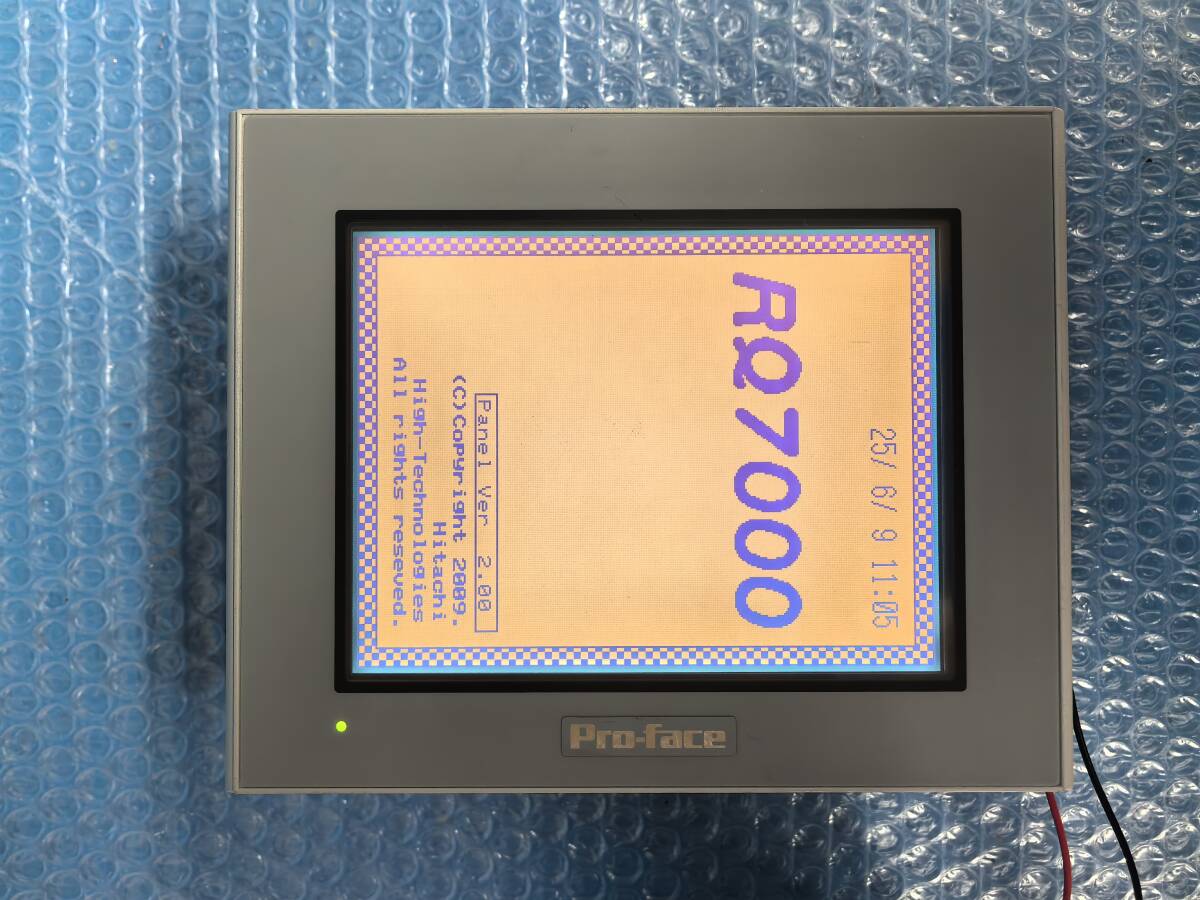 25/ 6/ 9 11:05
RQ7000
Panel Ver 2.00
(C)Copyright 2009.
Hitachi
High-Technologies
All rights reseved.
Pro-face